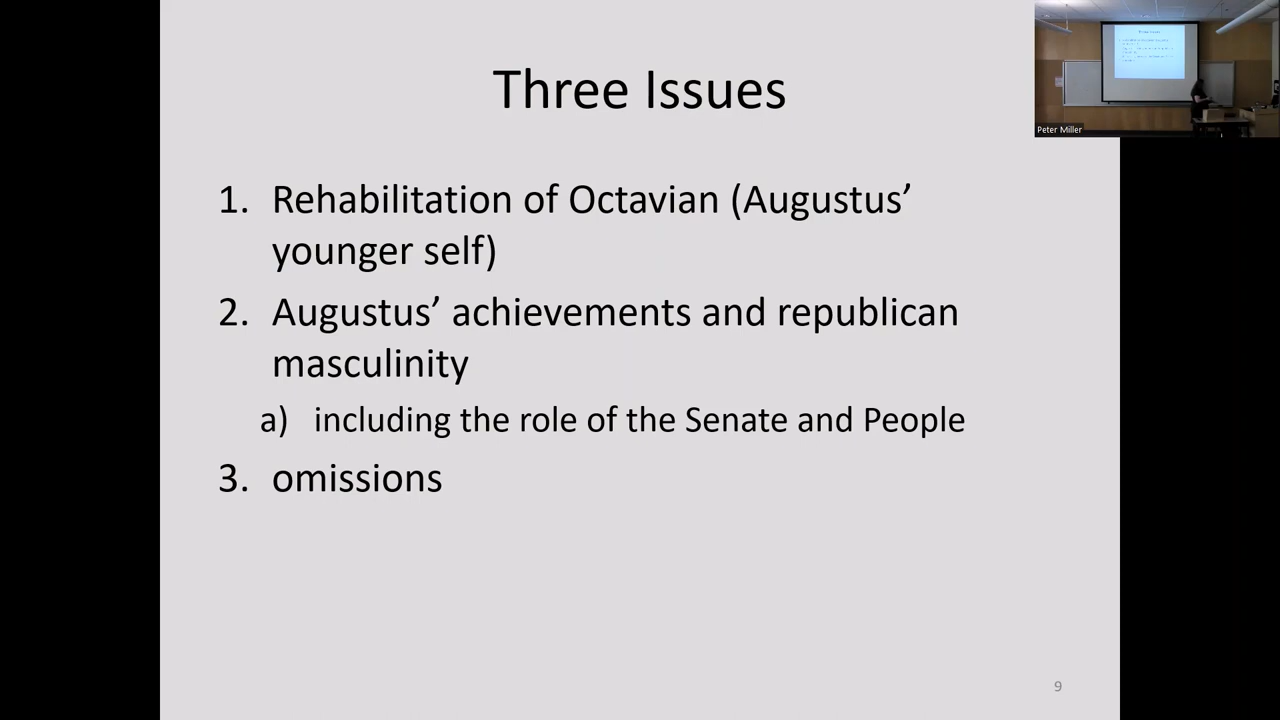 Three Issues
Peter Miller
1. Rehabilitation of Octavian (Augustus’
younger self)
2. Augustus’ achievements and republican
masculinity
a) including the role of the Senate and People
3. omissions
9